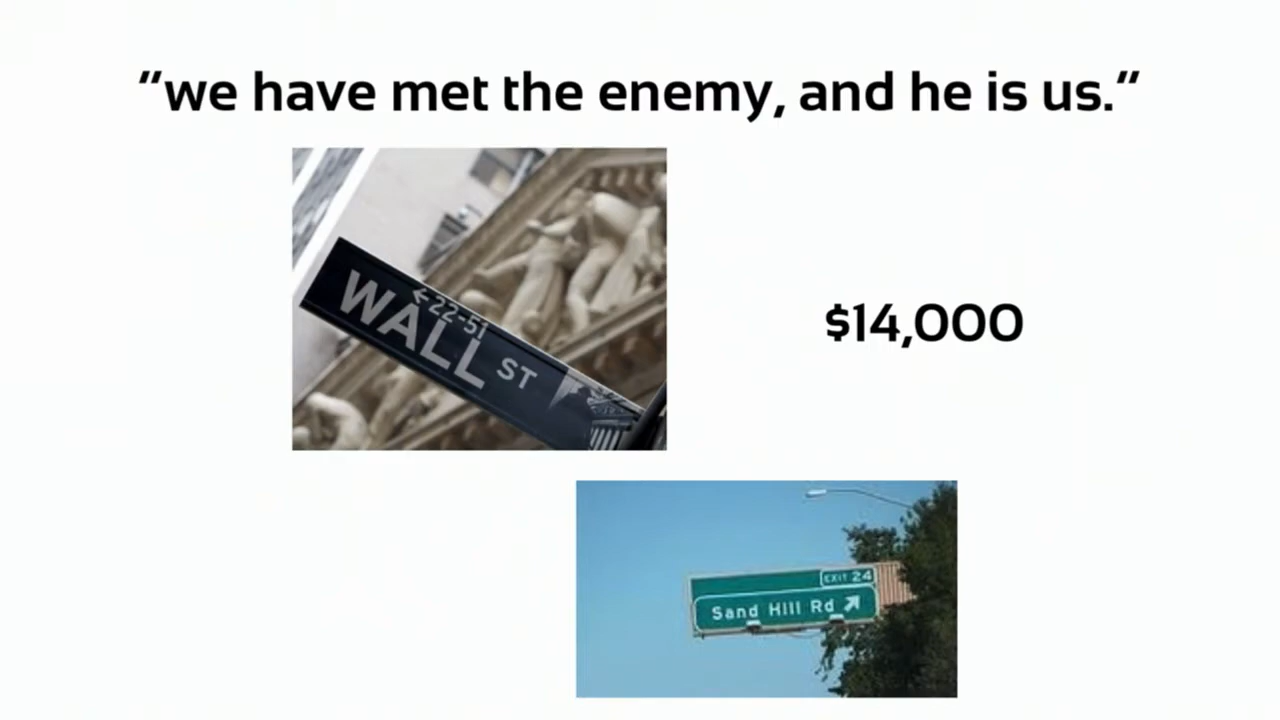 "we have met the enemy, and he is us."
←22-51
WALL ST
$14,000
EXIT 24
Sand Hill Rd ↗